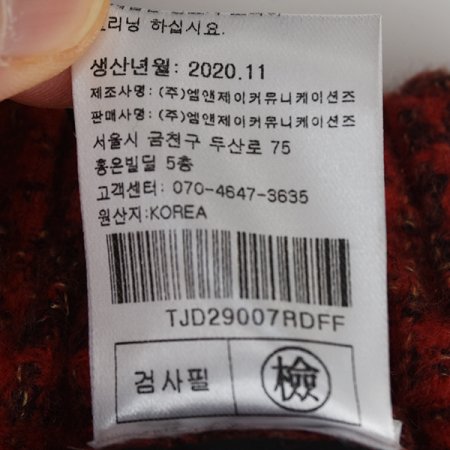 크리닝 하십시요.
생산년월: 2020.11
제조사명: (주)엠앤제이커뮤니케이션즈
판매사명: (주)엠앤제이커뮤니케이션즈
서울시 금천구 두산로 75
홍은빌딜 5층
고객센터: 070-4647-3635
원산지:KOREA
TJD29007RDFF
검사필 檢